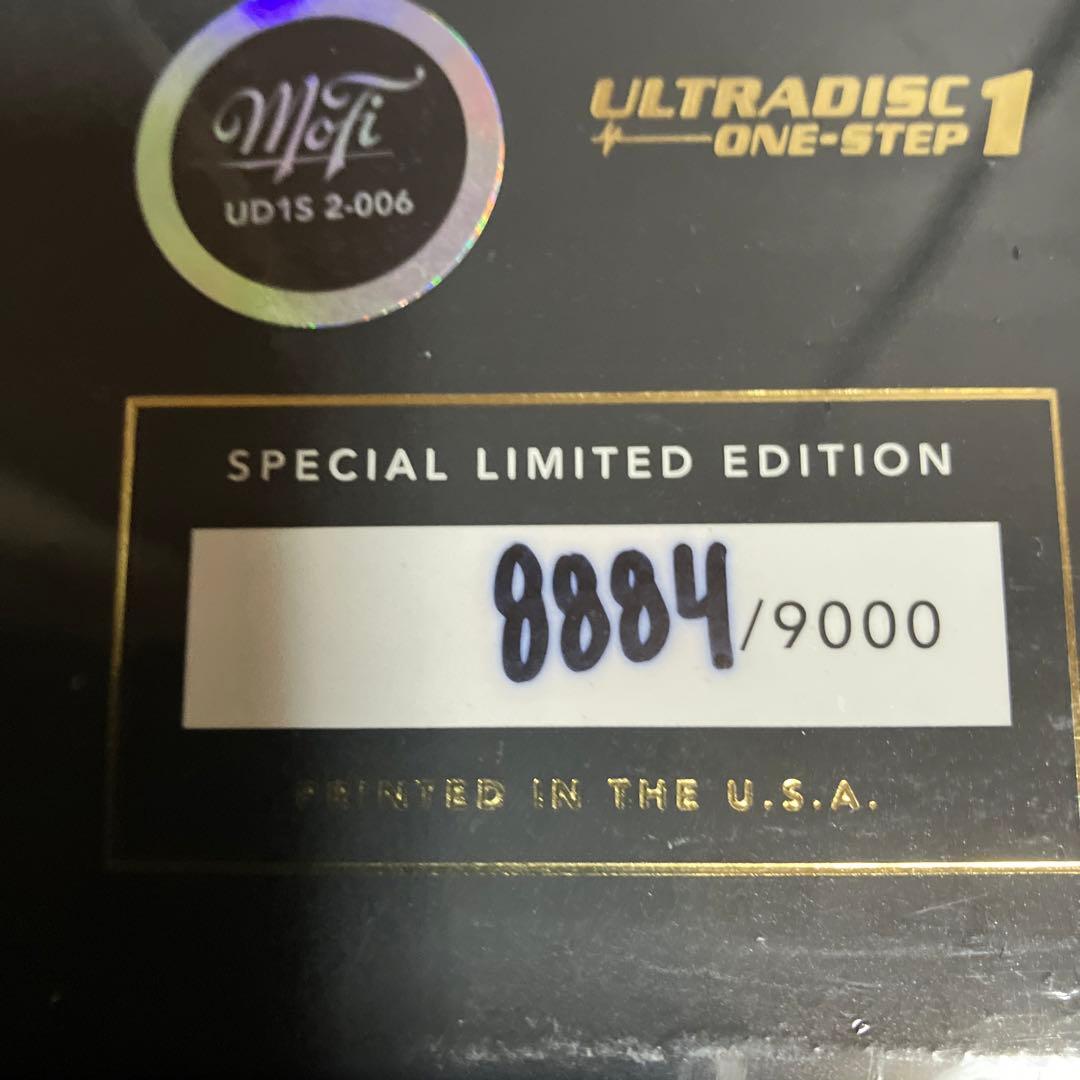 MoFi
UD1S 2-006
ULTRADISC
ONE-STEP 1
SPECIAL LIMITED EDITION
8884/9000
PRINTED IN THE U.S.A.